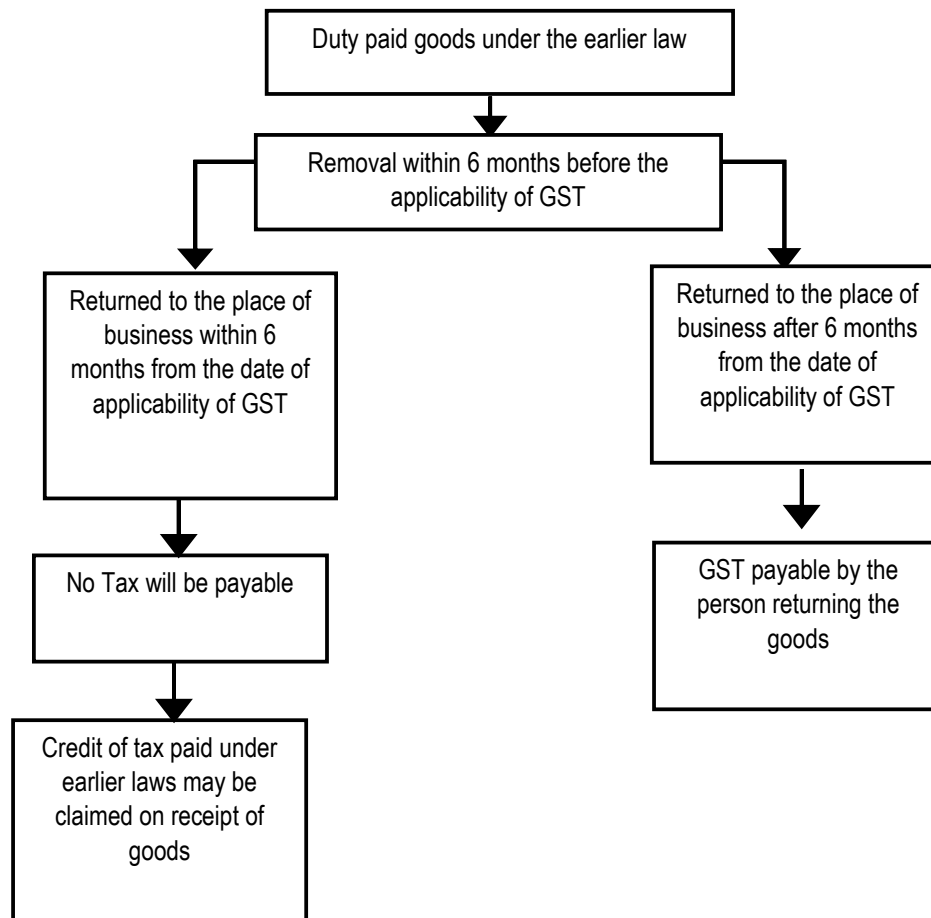 Duty paid goods under the earlier law
Removal within 6 months before the
applicability of GST
Returned to the place of
business within 6
months from the date of
applicability of GST
Returned to the place of
business after 6 months
from the date of
applicability of GST
No Tax will be payable
GST payable by the
person returning the
goods
Credit of tax paid under
earlier laws may be
claimed on receipt of
goods